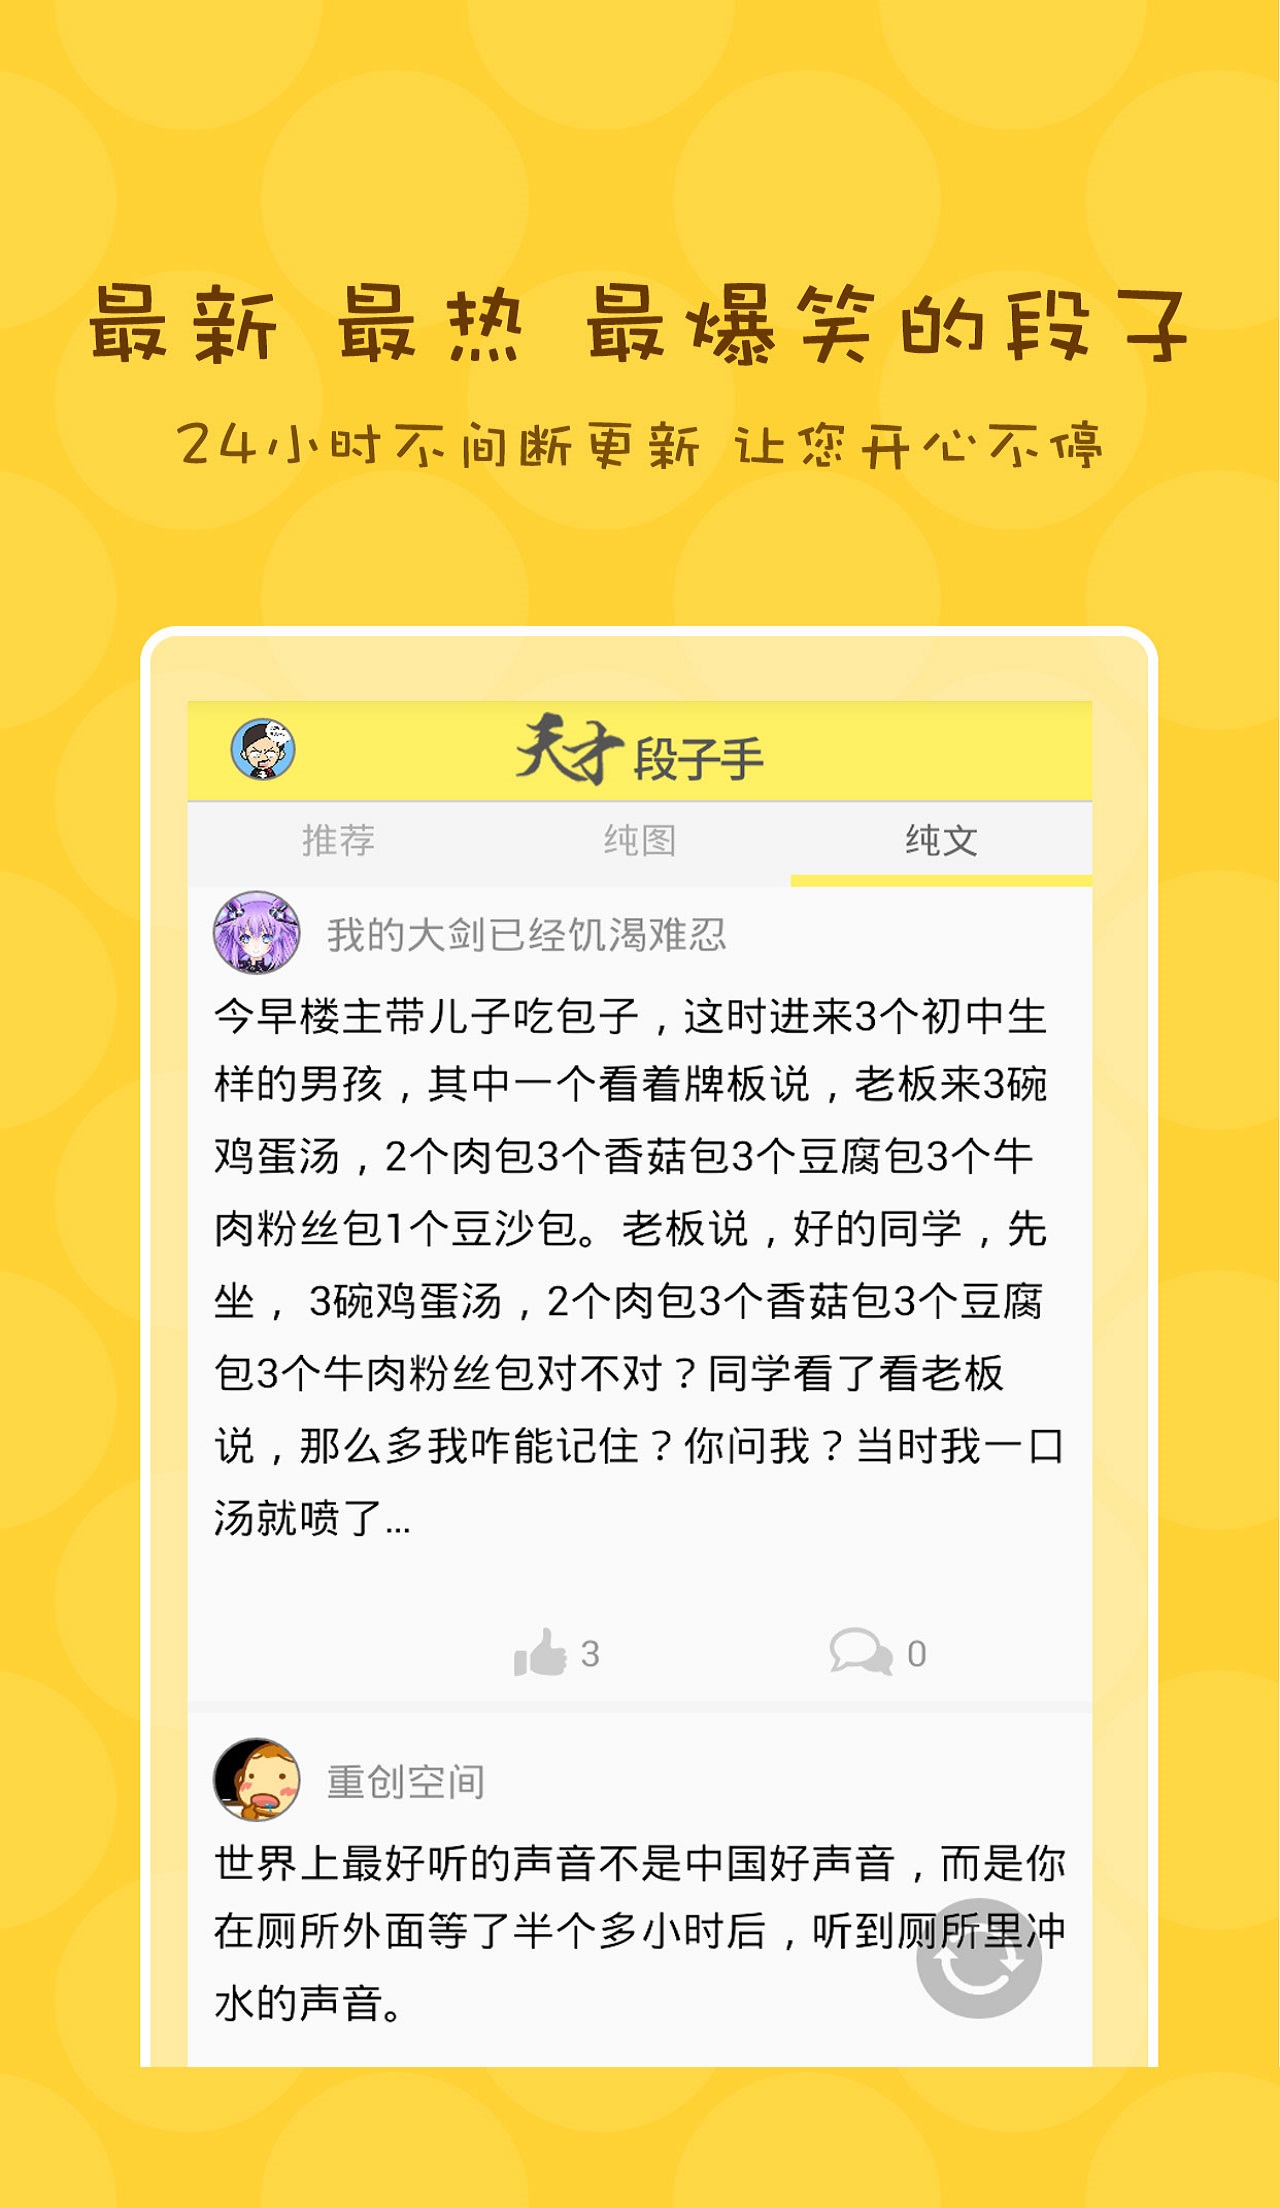 最新 最热 最爆笑的段子
24小时不间断更新 让您开心不停
天才段子手
推荐 纯图 纯文
我的大剑已经饥渴难忍
今早楼主带儿子吃包子，这时进来3个初中生
样的男孩，其中一个看着牌板说，老板来3碗
鸡蛋汤，2个肉包3个香菇包3个豆腐包3个牛
肉粉丝包1个豆沙包。老板说，好的同学，先
坐， 3碗鸡蛋汤，2个肉包3个香菇包3个豆腐
包3个牛肉粉丝包对不对？同学看了看老板
说，那么多我咋能记住？你问我？当时我一口
汤就喷了...
3 0
重创空间
世界上最好听的声音不是中国好声音，而是你
在厕所外面等了半个多小时后，听到厕所里冲
水的声音。